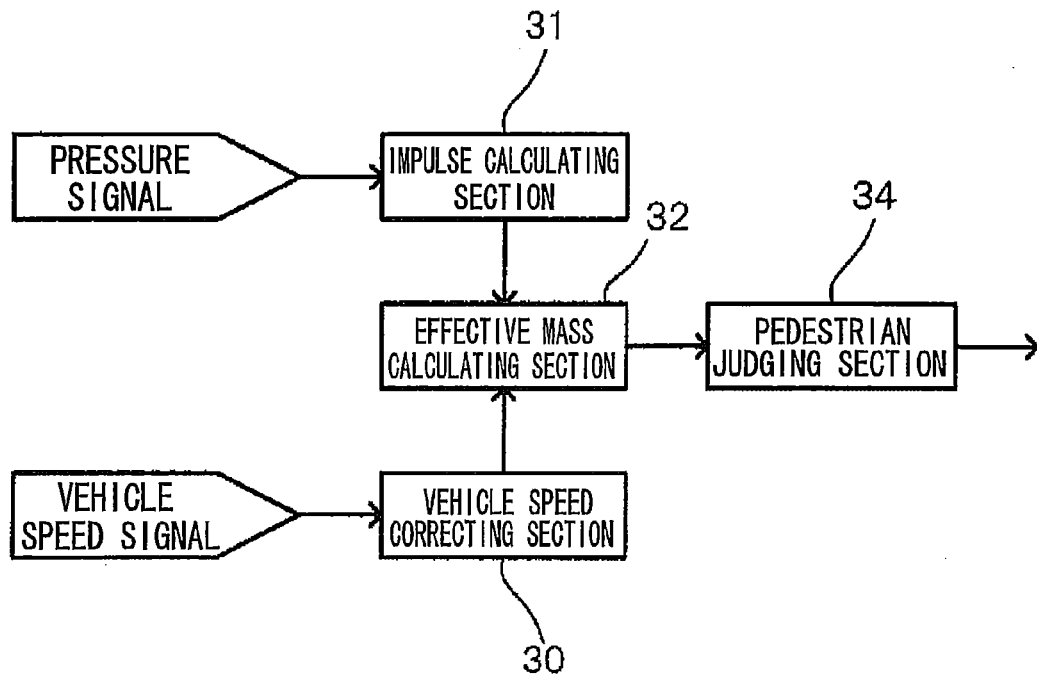 31
PRESSURE
SIGNAL
IMPULSE CALCULATING
SECTION
32
34
EFFECTIVE MASS
CALCULATING SECTION
PEDESTRIAN
JUDGING SECTION
VEHICLE
SPEED SIGNAL
VEHICLE SPEED
CORRECTING SECTION
30